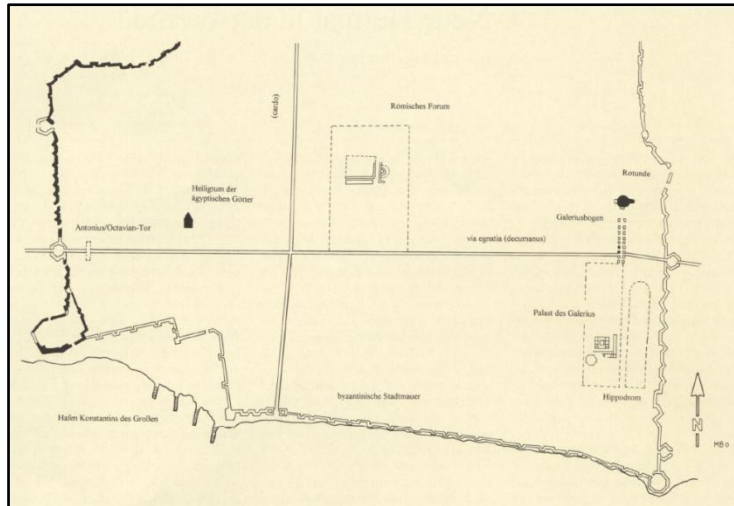 Römisches Forum
(cardo)
Rotunde
Heiligtum der
ägyptischen Götter
Galeriusbogen
Antonius/Octavian-Tor
via egnatia (decumanus)
Palast des Galerius
byzantinische Stadtmauer
Hippodrom
Hafen Konstantins des Großen
N
MBo